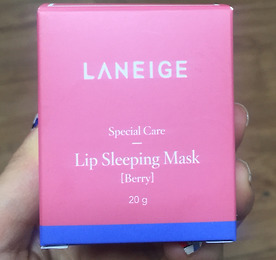 LANEIGE
Special Care
Lip Sleeping Mask
[Berry]
20 g